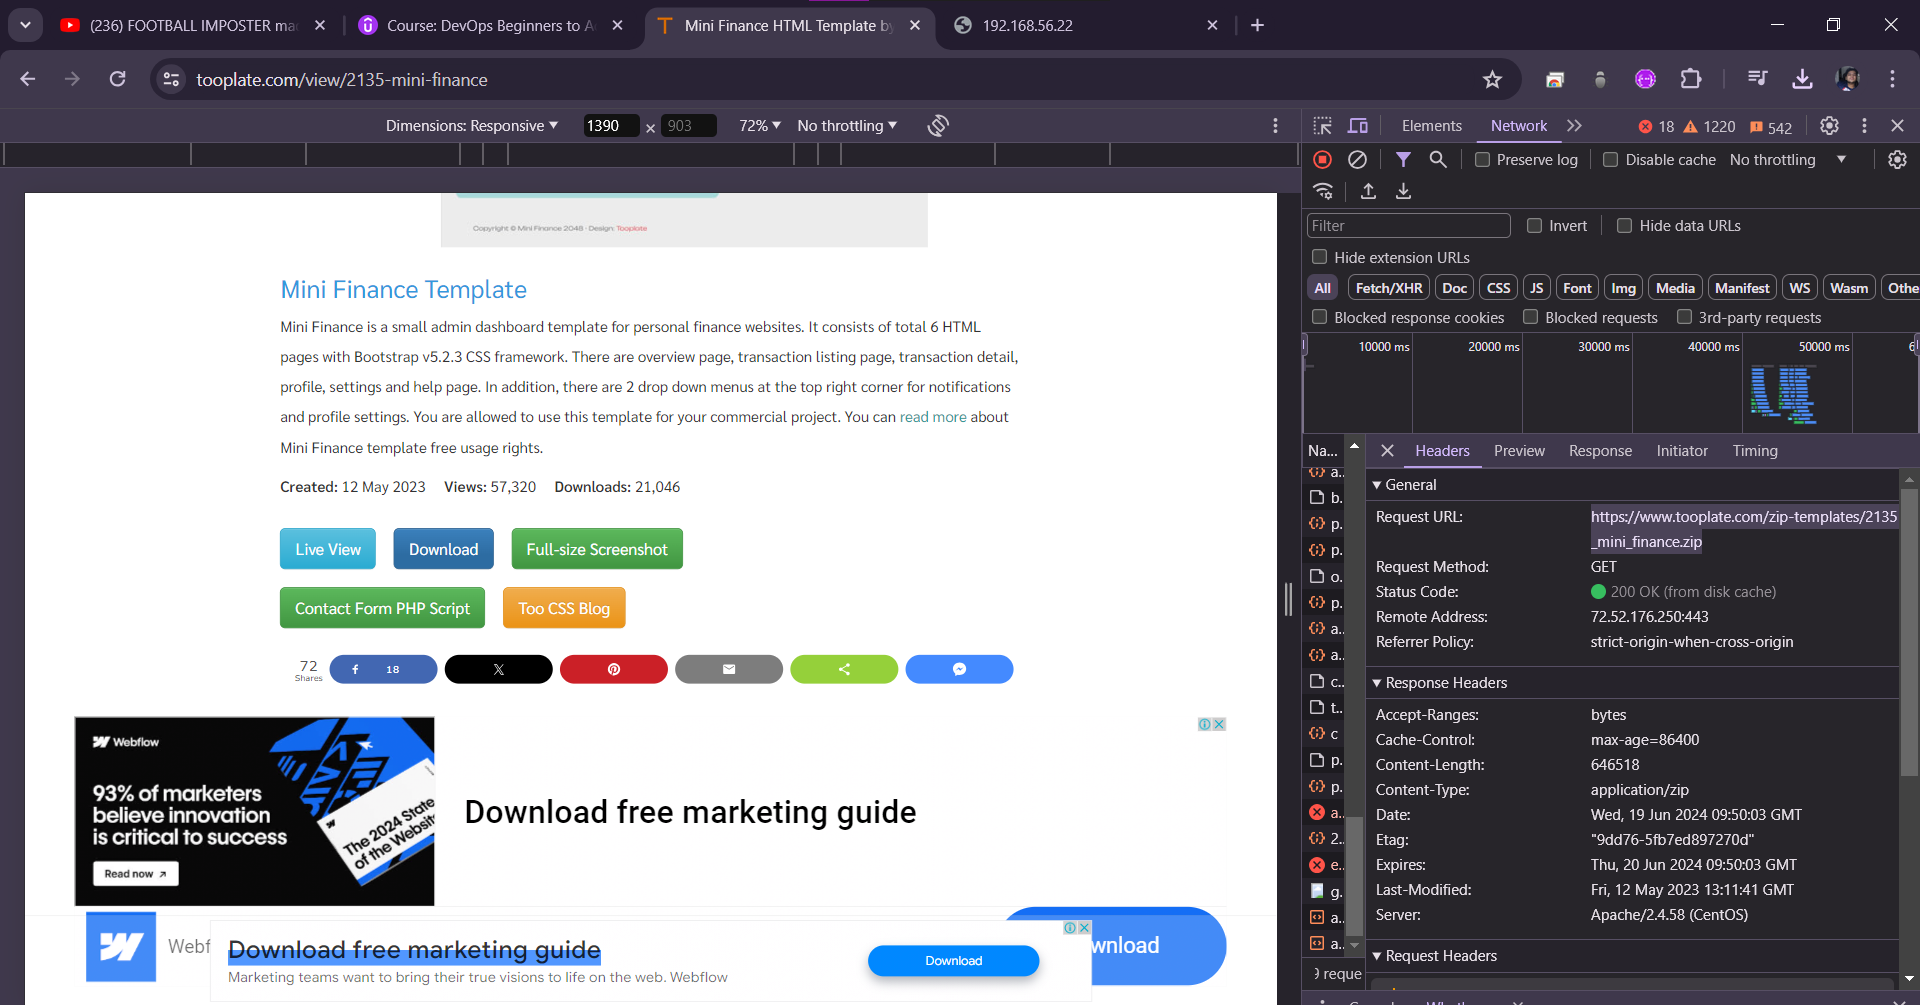 (236) FOOTBALL IMPOSTER ma
Course: DevOps Beginners to A
Mini Finance HTML Template by
192.168.56.22
tooplate.com/view/2135-mini-finance
Dimensions: Responsive
1390 × 903
72%
No throttling
Elements
Network
18
1220
542
Preserve log
Disable cache
No throttling
Filter
Invert
Hide data URLs
Hide extension URLs
All
Fetch/XHR
Doc
CSS
JS
Font
Img
Media
Manifest
WS
Wasm
Othe
Blocked response cookies
Blocked requests
3rd-party requests
10000 ms
20000 ms
30000 ms
40000 ms
50000 ms
6
Copyright © Mini Finance 2048 - Design: Tooplate
Mini Finance Template
Mini Finance is a small admin dashboard template for personal finance websites. It consists of total 6 HTML
pages with Bootstrap v5.2.3 CSS framework. There are overview page, transaction listing page, transaction detail,
profile, settings and help page. In addition, there are 2 drop down menus at the top right corner for notifications
and profile settings. You are allowed to use this template for your commercial project. You can read more about
Mini Finance template free usage rights.
Created: 12 May 2023 Views: 57,320 Downloads: 21,046
Live View
Download
Full-size Screenshot
Contact Form PHP Script
Too CSS Blog
72
Shares
18
Webflow
93% of marketers
believe innovation
is critical to success
Read now
The 2024 State
of the Website
Download free marketing guide
Webf
wnload
Download free marketing guide
Marketing teams want to bring their true visions to life on the web. Webflow
Download
Na...
a..
b.
p.
p.
o.
p.
a..
a..
c..
t..
c
p.
p.
a..
2..
e..
g.
a..
a..
9 reque
Headers
Preview
Response
Initiator
Timing
General
Request URL: https://www.tooplate.com/zip-templates/2135
_mini_finance.zip
Request Method: GET
Status Code: 200 OK (from disk cache)
Remote Address: 72.52.176.250:443
Referrer Policy: strict-origin-when-cross-origin
Response Headers
Accept-Ranges: bytes
Cache-Control: max-age=86400
Content-Length: 646518
Content-Type: application/zip
Date: Wed, 19 Jun 2024 09:50:03 GMT
Etag: "9dd76-5fb7ed897270d"
Expires: Thu, 20 Jun 2024 09:50:03 GMT
Last-Modified: Fri, 12 May 2023 13:11:41 GMT
Server: Apache/2.4.58 (CentOS)
Request Headers